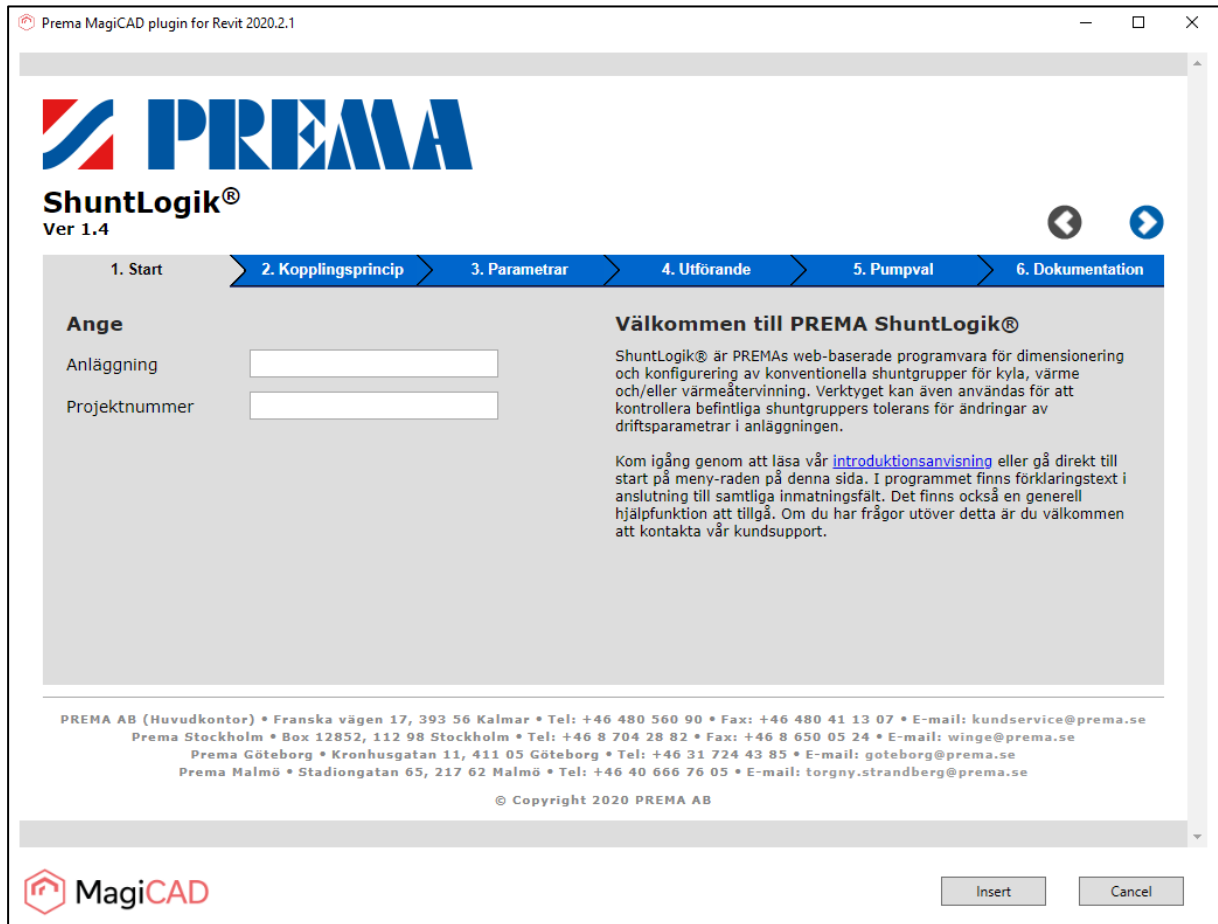 Prema MagiCAD plugin for Revit 2020.2.1
PREMA
ShuntLogik®
Ver 1.4
1. Start
2. Kopplingsprincip
3. Parametrar
4. Utförande
5. Pumpval
6. Dokumentation
Ange
Anläggning
Projektnummer
Välkommen till PREMA ShuntLogik®
ShuntLogik® är PREMAs web-baserade programvara för dimensionering
och konfigurering av konventionella shuntgrupper för kyla, värme
och/eller värmeåtervinning. Verktyget kan även användas för att
kontrollera befintliga shuntgruppers tolerans för ändringar av
driftsparametrar i anläggningen.
Kom igång genom att läsa vår introduktionsanvisning eller gå direkt till
start på meny-raden på denna sida. I programmet finns förklaringstext i
anslutning till samtliga inmatningsfält. Det finns också en generell
hjälpfunktion att tillgå. Om du har frågor utöver detta är du välkommen
att kontakta vår kundsupport.
PREMA AB (Huvudkontor) • Franska vägen 17, 393 56 Kalmar • Tel: +46 480 560 90 • Fax: +46 480 41 13 07 • E-mail: kundservice@prema.se
Prema Stockholm • Box 12852, 112 98 Stockholm • Tel: +46 8 704 28 82 • Fax: +46 8 650 05 24 • E-mail: winge@prema.se
Prema Göteborg • Kronhusgatan 11, 411 05 Göteborg • Tel: +46 31 724 43 85 • E-mail: goteborg@prema.se
Prema Malmö • Stadiongatan 65, 217 62 Malmö • Tel: +46 40 666 76 05 • E-mail: torgny.strandberg@prema.se
© Copyright 2020 PREMA AB
MagiCAD
Insert
Cancel